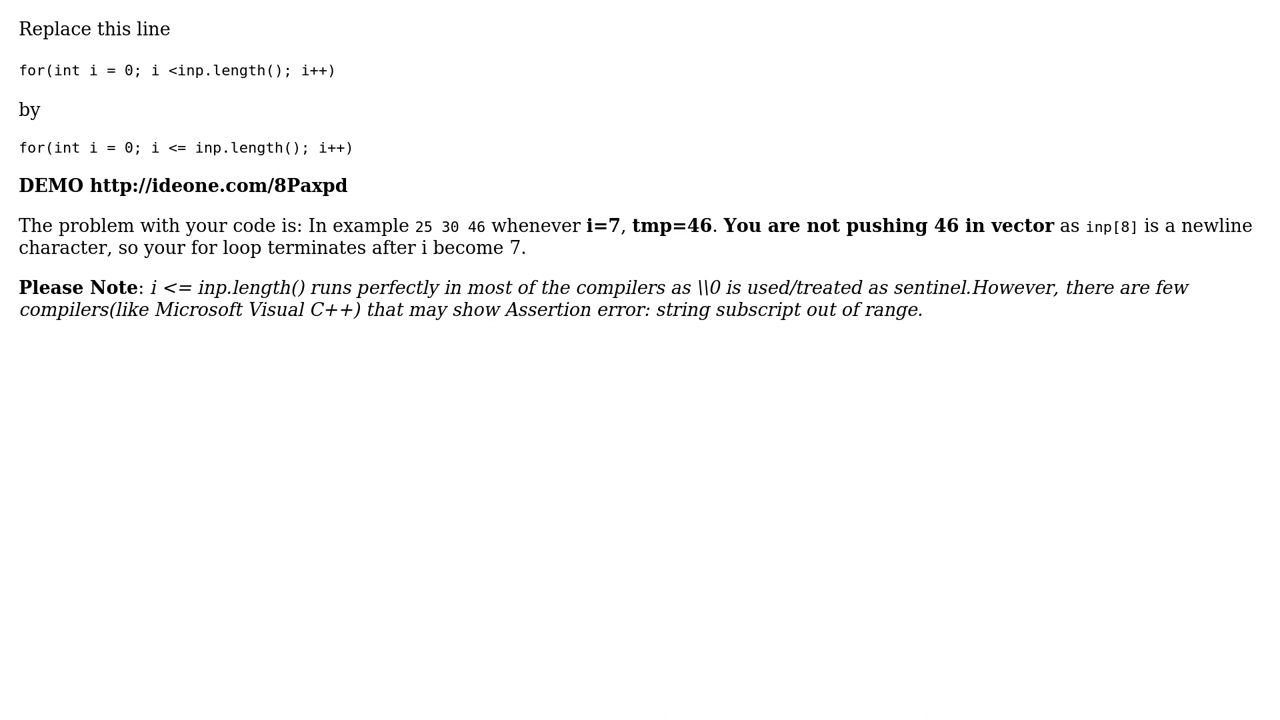 Replace this line
for(int i = 0; i <inp.length(); i++)
by
for(int i = 0; i <= inp.length(); i++)
DEMO http://ideone.com/8Paxpd
The problem with your code is: In example 25 30 46 whenever i=7, tmp=46. You are not pushing 46 in vector as inp[8] is a newline
character, so your for loop terminates after i become 7.
Please Note: i <= inp.length() runs perfectly in most of the compilers as \\0 is used/treated as sentinel.However, there are few
compilers(like Microsoft Visual C++) that may show Assertion error: string subscript out of range.